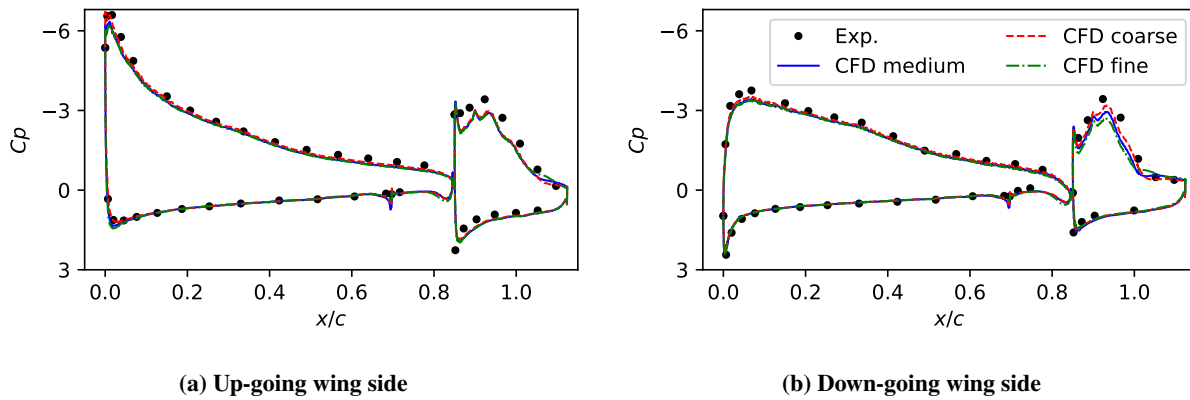 −6
−3
0
3
Cp
0.0 0.2 0.4 0.6 0.8 1.0
x/c
(a) Up-going wing side
−6
−3
0
3
Cp
Exp.
CFD medium
CFD coarse
CFD fine
0.0 0.2 0.4 0.6 0.8 1.0
x/c
(b) Down-going wing side